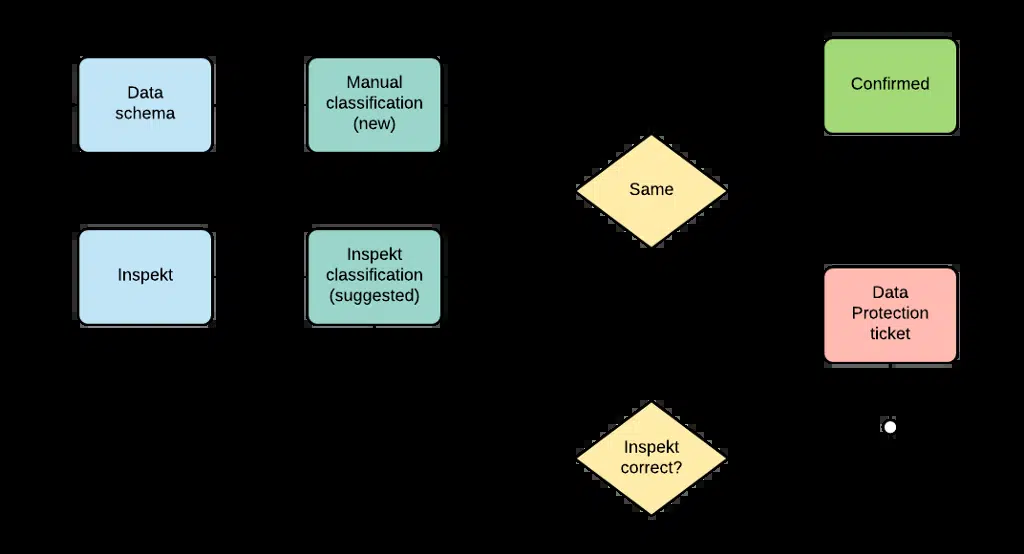 Data
schema
Manual
classification
(new)
Confirmed
Same
Inspekt
Inspekt
classification
(suggested)
Data
Protection
ticket
Inspekt
correct?